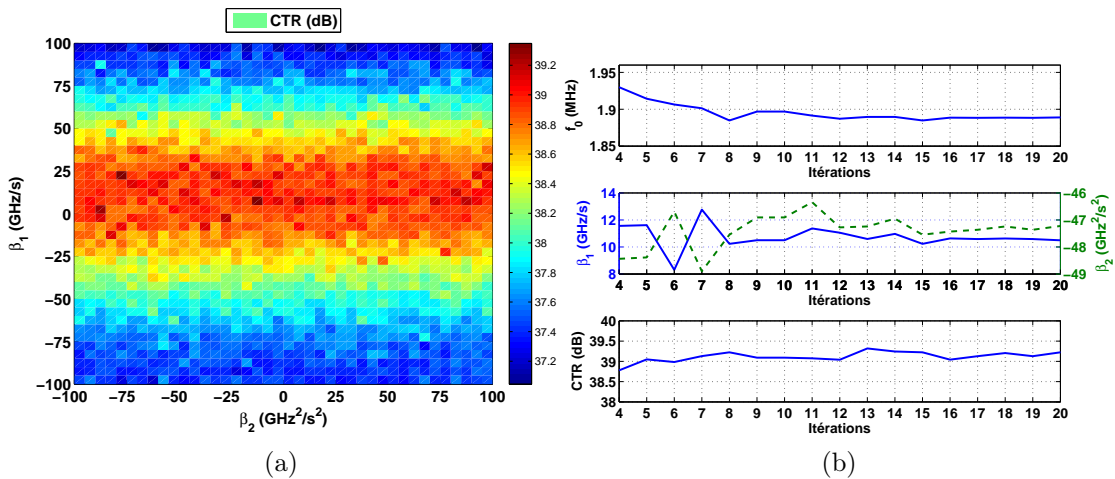 CTR (dB)
100
75
50
25
0
−25
−50
−75
−100
β1 (GHz/s)
−100 −75 −50 −25 0 25 50 75 100
β2 (GHz²/s²)
39.2
39
38.8
38.6
38.4
38.2
38
37.8
37.6
37.4
37.2
(a)
1.95
1.9
1.85
f0 (MHz)
4 5 6 7 8 9 10 11 12 13 14 15 16 17 18 19 20
Itérations
14
12
10
8
β1 (GHz/s)
−46
−47
−48
−49
β2 (GHz²/s²)
4 5 6 7 8 9 10 11 12 13 14 15 16 17 18 19 20
Itérations
40
39.5
39
38.5
38
CTR (dB)
4 5 6 7 8 9 10 11 12 13 14 15 16 17 18 19 20
Itérations
(b)